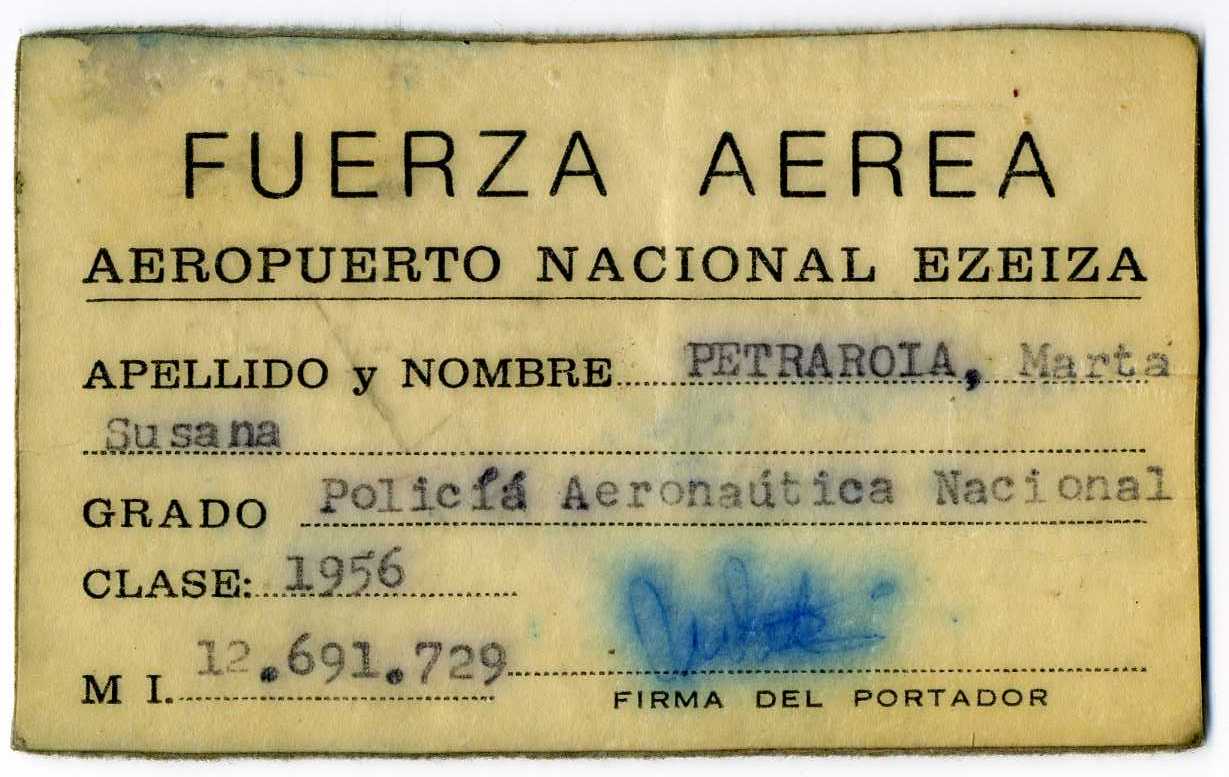 FUERZA AEREA
AEROPUERTO NACIONAL EZEIZA
APELLIDO y NOMBRE PETRAROIA, Marta
Susana
GRADO Policíá Aeronaútica Nacional
CLASE: 1956
M I. 12.691.729
FIRMA DEL PORTADOR